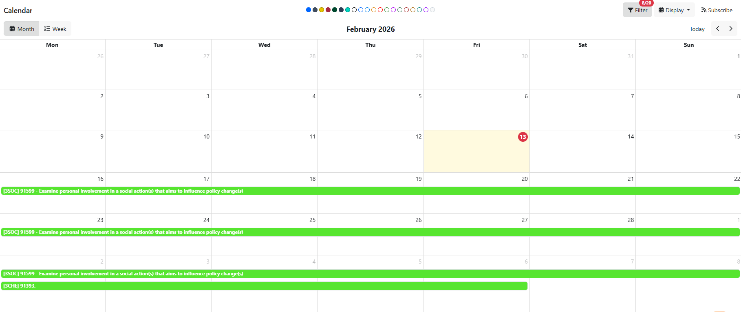 Calendar
Filter
Display
Subscribe
Month
Week
February 2026
today
Mon Tue Wed Thu Fri Sat Sun
26 27 28 29 30 31 1
2 3 4 5 6 7 8
9 10 11 12 13 14 15
16 17 18 19 20 21 22
91599 - Examine personal involvement in a social action(s) that aims to influence policy change(s)
23 24 25 26 27 28 1
91599 - Examine personal involvement in a social action(s) that aims to influence policy change(s)
2 3 4 5 6 7 8
91599 - Examine personal involvement in a social action(s) that aims to influence policy change(s)